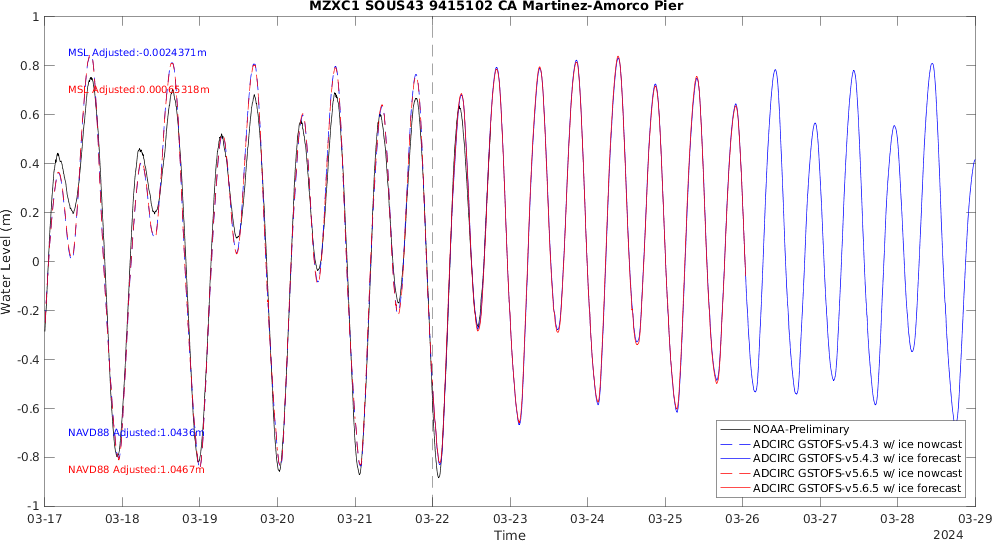 MZXC1 SOUS43 9415102 CA Martinez-Amorco Pier
1
0.8
0.6
0.4
0.2
0
-0.2
-0.4
-0.6
-0.8
-1
Water Level (m)
MSL Adjusted:-0.0024371m
MSL Adjusted:0.00065318m
NAVD88 Adjusted:1.0436m
NAVD88 Adjusted:1.0467m
NOAA-Preliminary
ADCIRC GSTOFS-v5.4.3 w/ ice nowcast
ADCIRC GSTOFS-v5.4.3 w/ ice forecast
ADCIRC GSTOFS-v5.6.5 w/ ice nowcast
ADCIRC GSTOFS-v5.6.5 w/ ice forecast
03-17 03-18 03-19 03-20 03-21 03-22 03-23 03-24 03-25 03-26 03-27 03-28 03-29
Time
2024